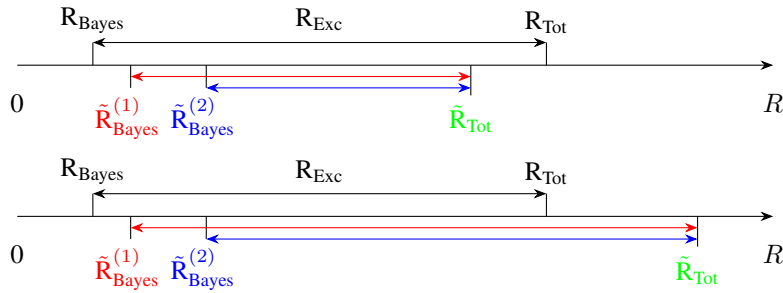 R_Bayes R_Exc R_Tot
0 R
R̃_Bayes^(1) R̃_Bayes^(2) R̃_Tot
R_Bayes R_Exc R_Tot
0 R
R̃_Bayes^(1) R̃_Bayes^(2) R̃_Tot